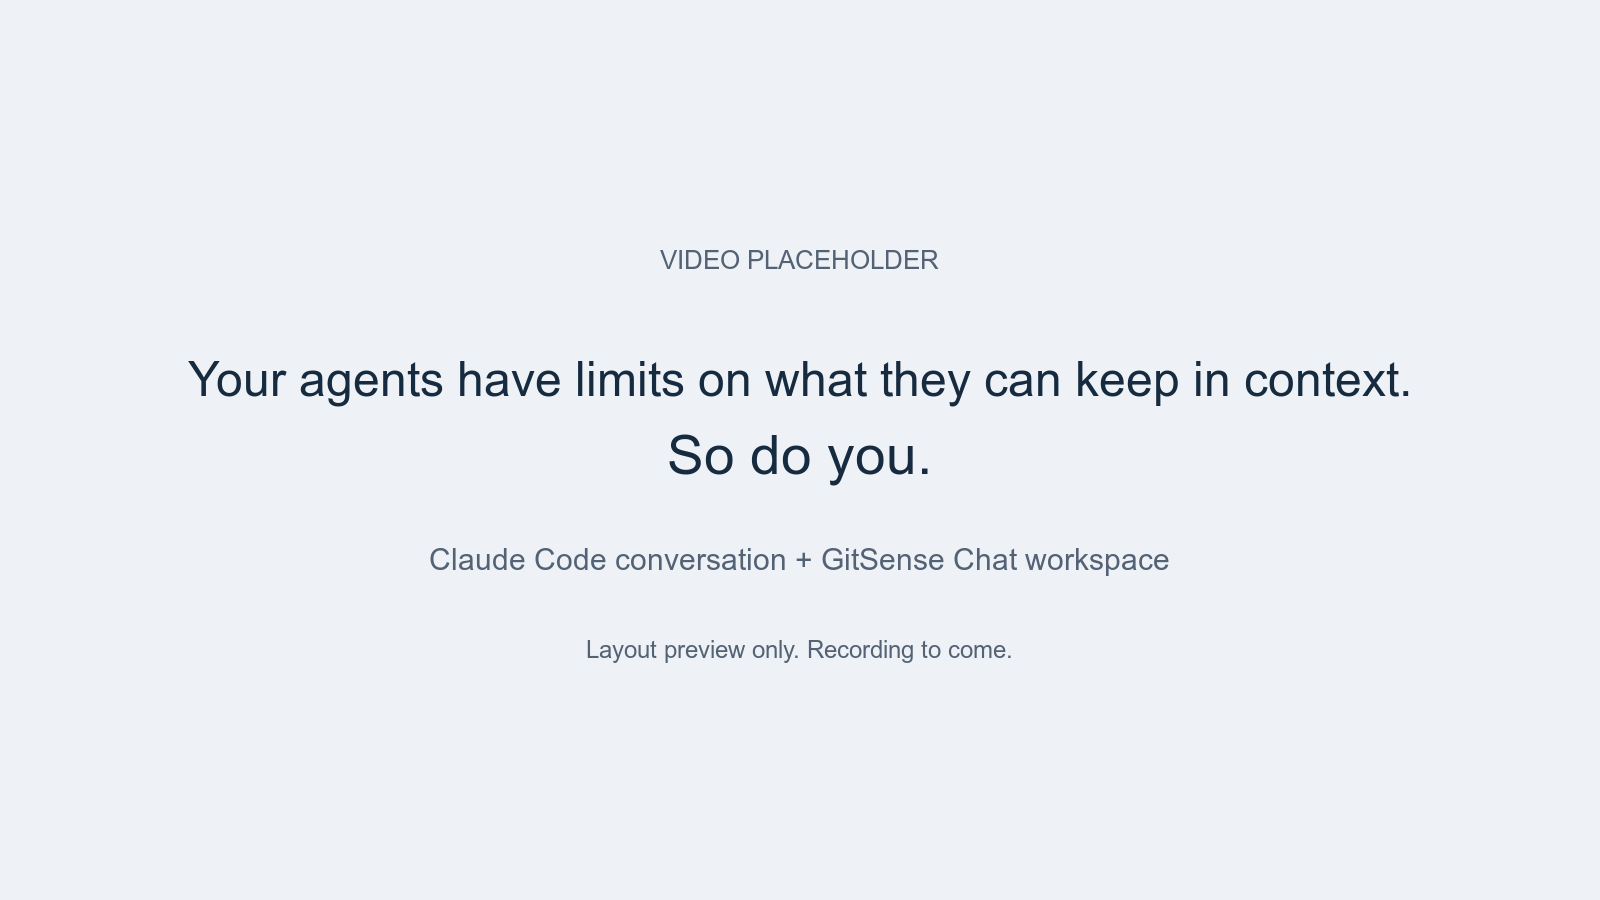 VIDEO PLACEHOLDER
Your agents have limits on what they can keep in context.
So do you.
Claude Code conversation + GitSense Chat workspace
Layout preview only. Recording to come.